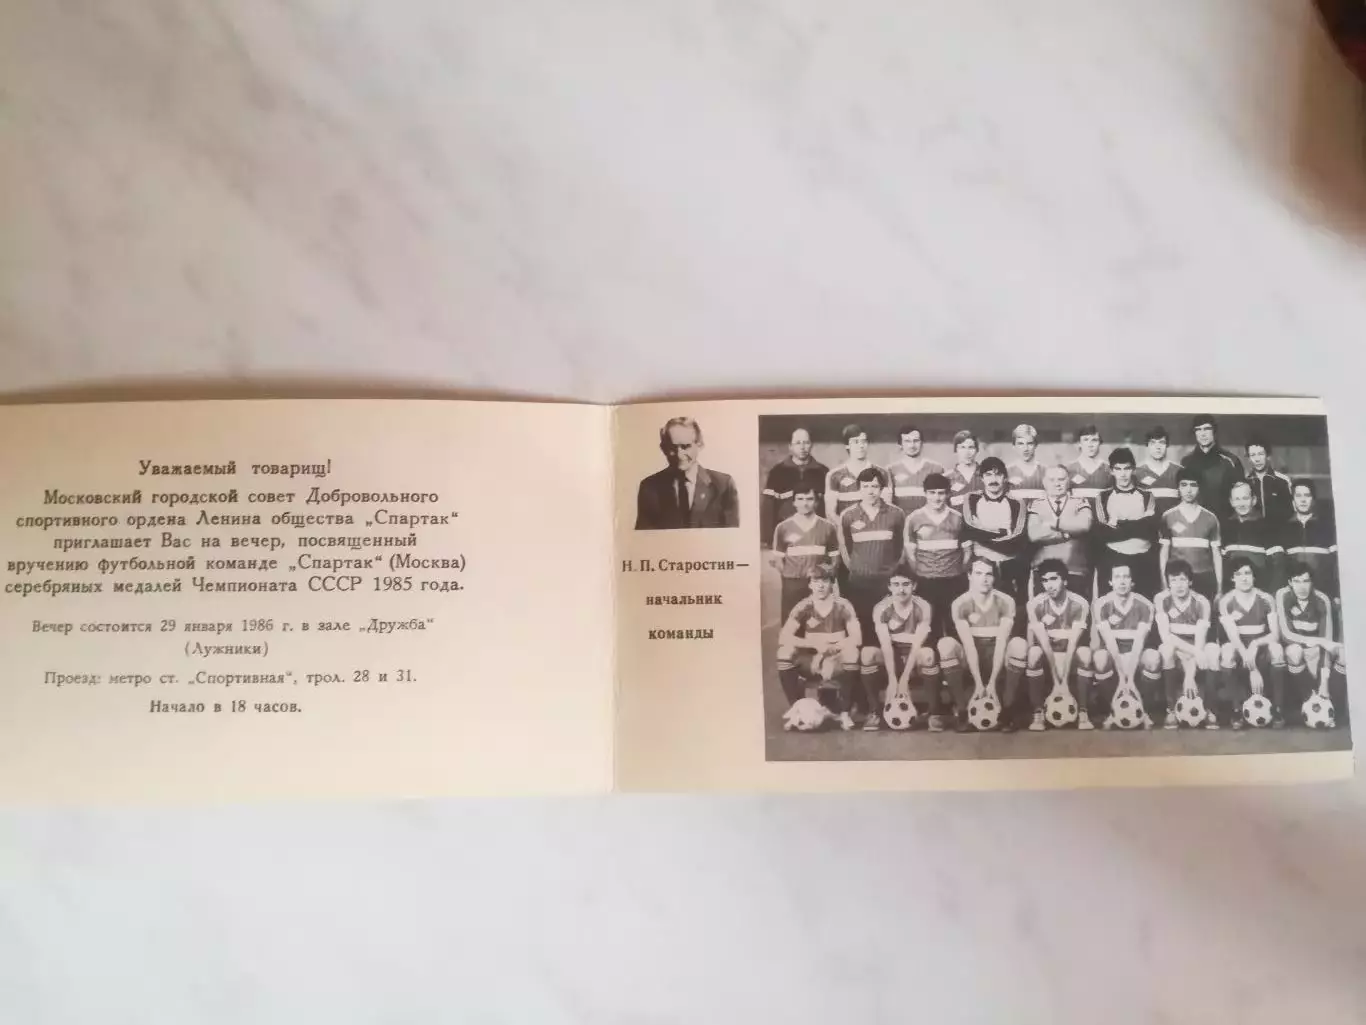 Уважаемый товарищ!
Московский городской совет Добровольного
спортивного ордена Ленина общества „Спартак“
приглашает Вас на вечер, посвященный
вручению футбольной команде „Спартак“ (Москва)
серебряных медалей Чемпионата СССР 1985 года.
Вечер состоится 29 января 1986 г. в зале „Дружба“
(Лужники)
Проезд: метро ст. „Спортивная“, трол. 28 и 31.
Начало в 18 часов.
Н. П. Старостин—
начальник
команды